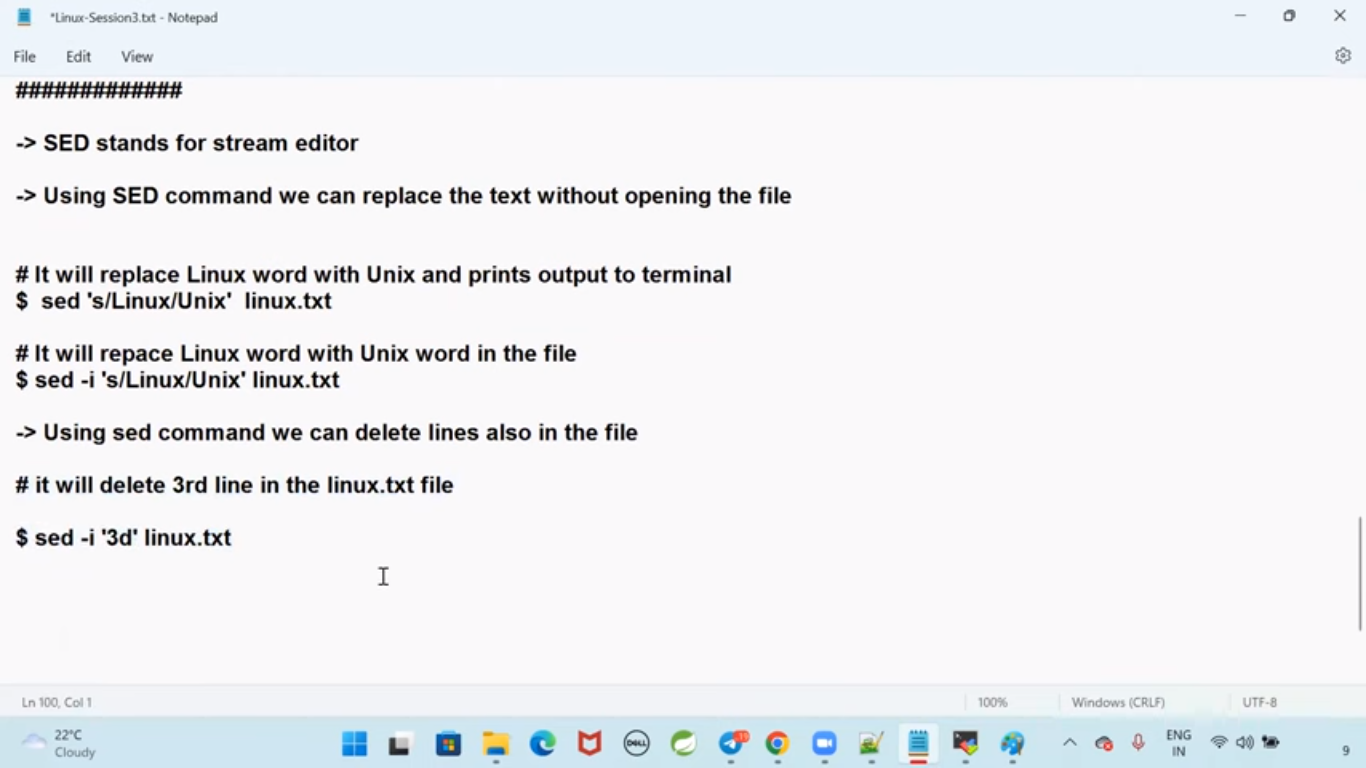 *Linux-Session3.txt - Notepad
File Edit View
#############
-> SED stands for stream editor
-> Using SED command we can replace the text without opening the file
# It will replace Linux word with Unix and prints output to terminal
$ sed 's/Linux/Unix' linux.txt
# It will repace Linux word with Unix word in the file
$ sed -i 's/Linux/Unix' linux.txt
-> Using sed command we can delete lines also in the file
# it will delete 3rd line in the linux.txt file
$ sed -i '3d' linux.txt
Ln 100, Col 1 100% Windows (CRLF) UTF-8
22°C
Cloudy
DELL
ENG
IN
9